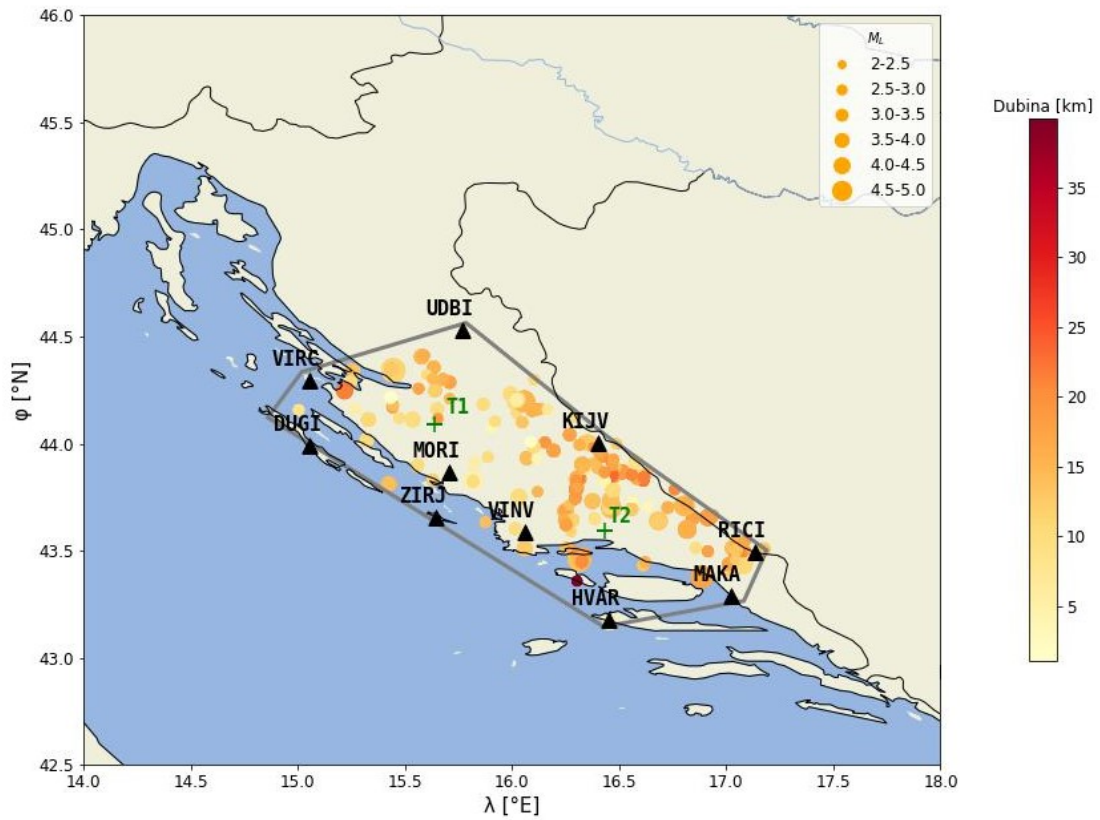 46.0
45.5
45.0
44.5
44.0
43.5
43.0
42.5
φ [°N]
14.0 14.5 15.0 15.5 16.0 16.5 17.0 17.5 18.0
λ [°E]
M_L
2-2.5
2.5-3.0
3.0-3.5
3.5-4.0
4.0-4.5
4.5-5.0
Dubina [km]
35
30
25
20
15
10
5
UDBI
VIRC
T1
DUGI
KIJV
MORI
ZIRJ
VINV
T2
RICI
MAKA
HVAR